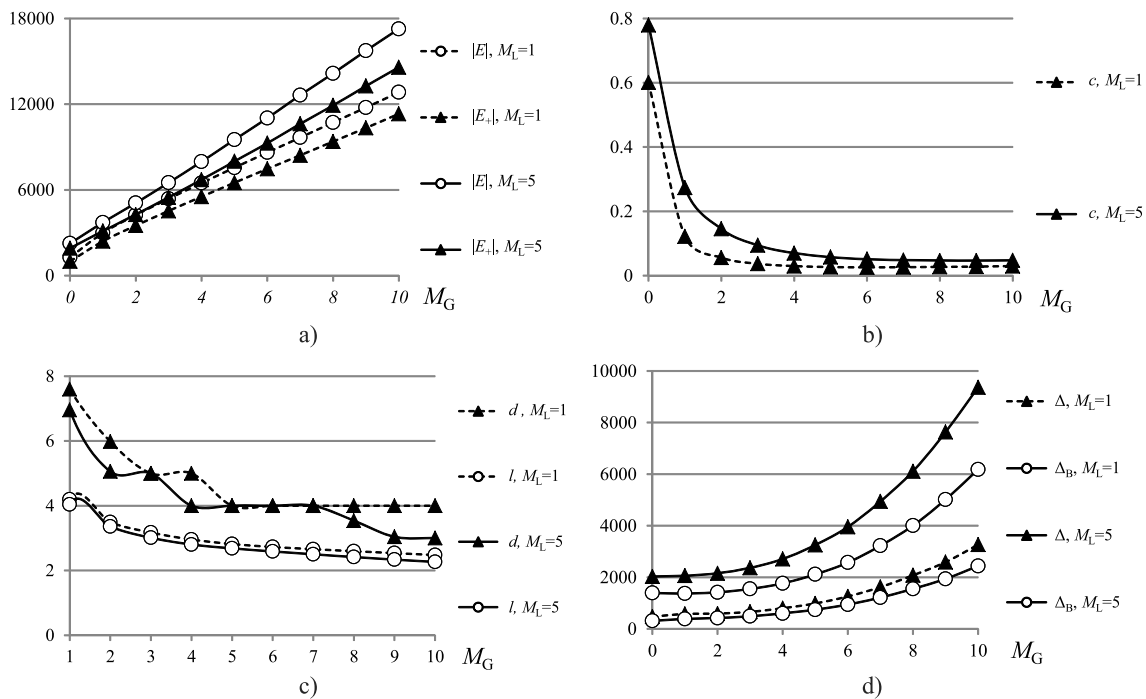 18000
12000
6000
0
0 2 4 6 8 10 M_G
|E|, M_L=1
|E₊|, M_L=1
|E|, M_L=5
|E₊|, M_L=5
a)
0.8
0.6
0.4
0.2
0
0 2 4 6 8 10 M_G
c, M_L=1
c, M_L=5
b)
8
6
4
2
0
1 2 3 4 5 6 7 8 9 10 M_G
d , M_L=1
l, M_L=1
d, M_L=5
l, M_L=5
c)
10000
8000
6000
4000
2000
0
0 2 4 6 8 10 M_G
Δ, M_L=1
Δ_B, M_L=1
Δ, M_L=5
Δ_B, M_L=5
d)